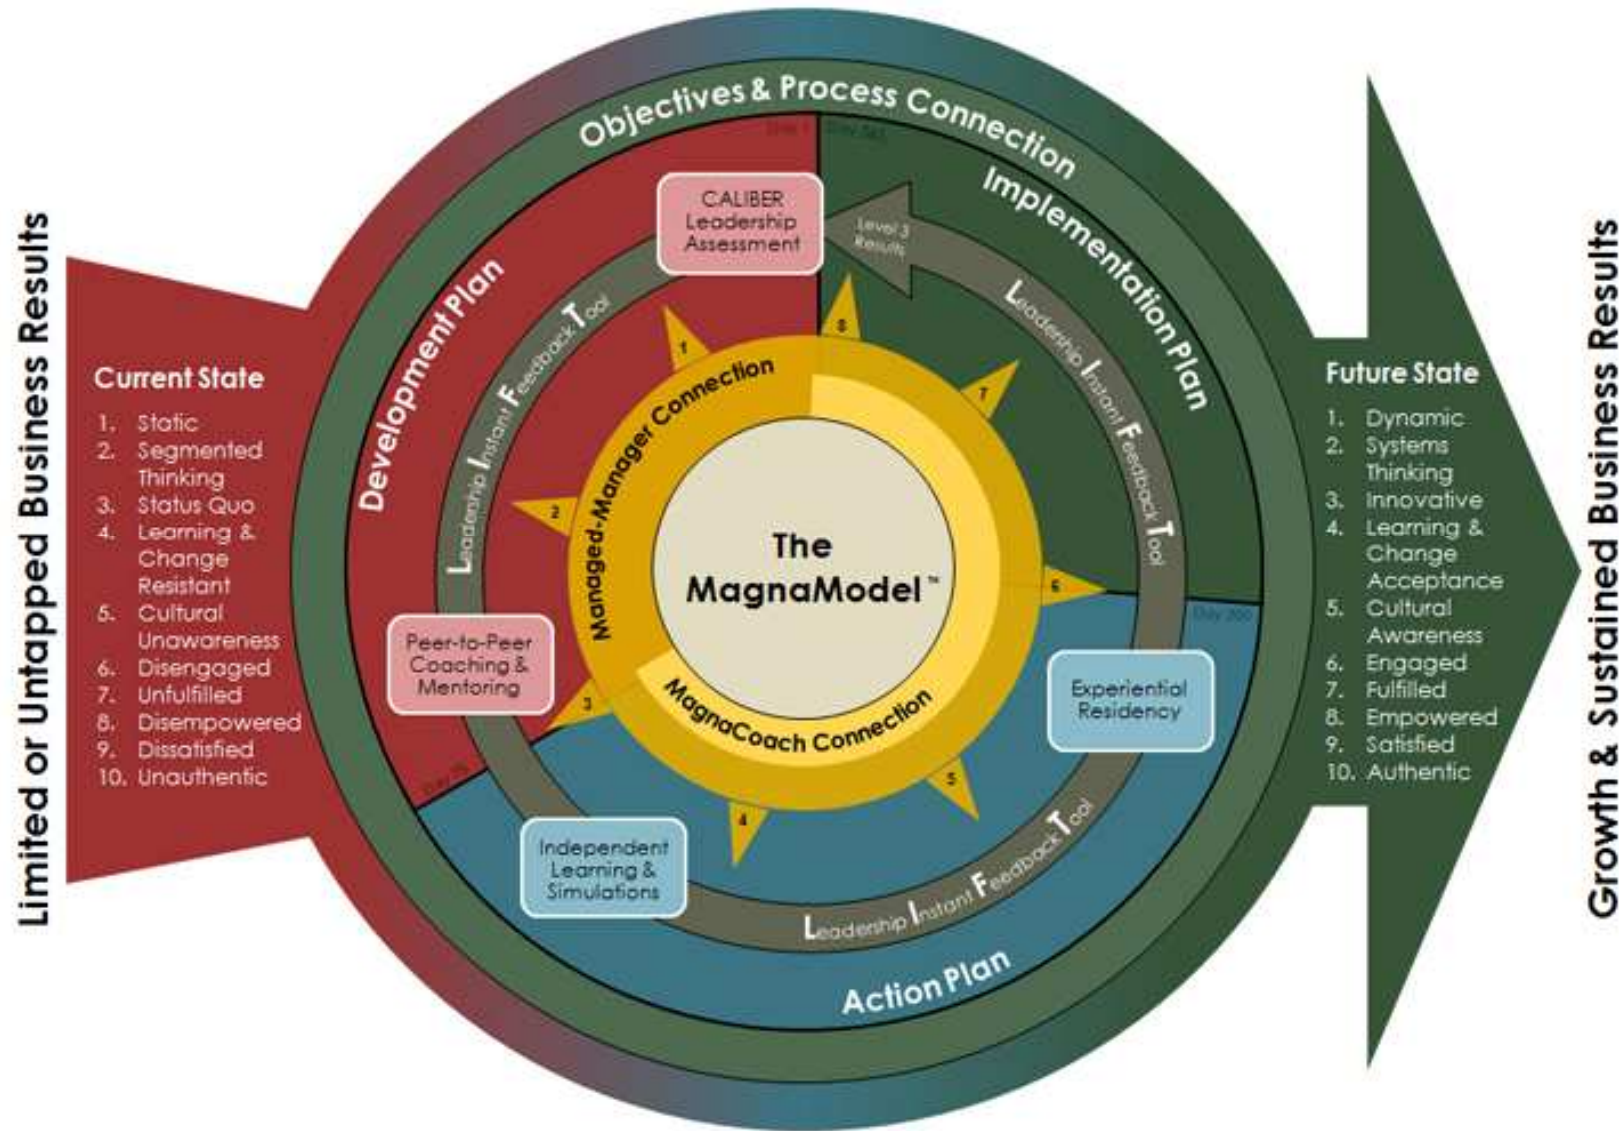 Limited or Untapped Business Results
Current State
1. Static
2. Segmented
Thinking
3. Status Quo
4. Learning &
Change
Resistant
5. Cultural
Unawareness
6. Disengaged
7. Unfulfilled
8. Disempowered
9. Dissatisfied
10. Unauthentic
Objectives & Process Connection
Day 1
Development Plan
Implementation Plan
CALIBER
Leadership
Assessment
Level 3
Results
Leadership Instant Feedback Tool
Leadership Instant Feedback Tool
8
1
7
2
6
3
5
4
Managed-Manager Connection
The
MagnaModel™
MagnaCoach Connection
Day 200
Peer-to-Peer
Coaching &
Mentoring
Experiential
Residency
Independent
Learning &
Simulations
Leadership Instant Feedback Tool
Action Plan
Future State
1. Dynamic
2. Systems
Thinking
3. Innovative
4. Learning &
Change
Acceptance
5. Cultural
Awareness
6. Engaged
7. Fulfilled
8. Empowered
9. Satisfied
10. Authentic
Growth & Sustained Business Results